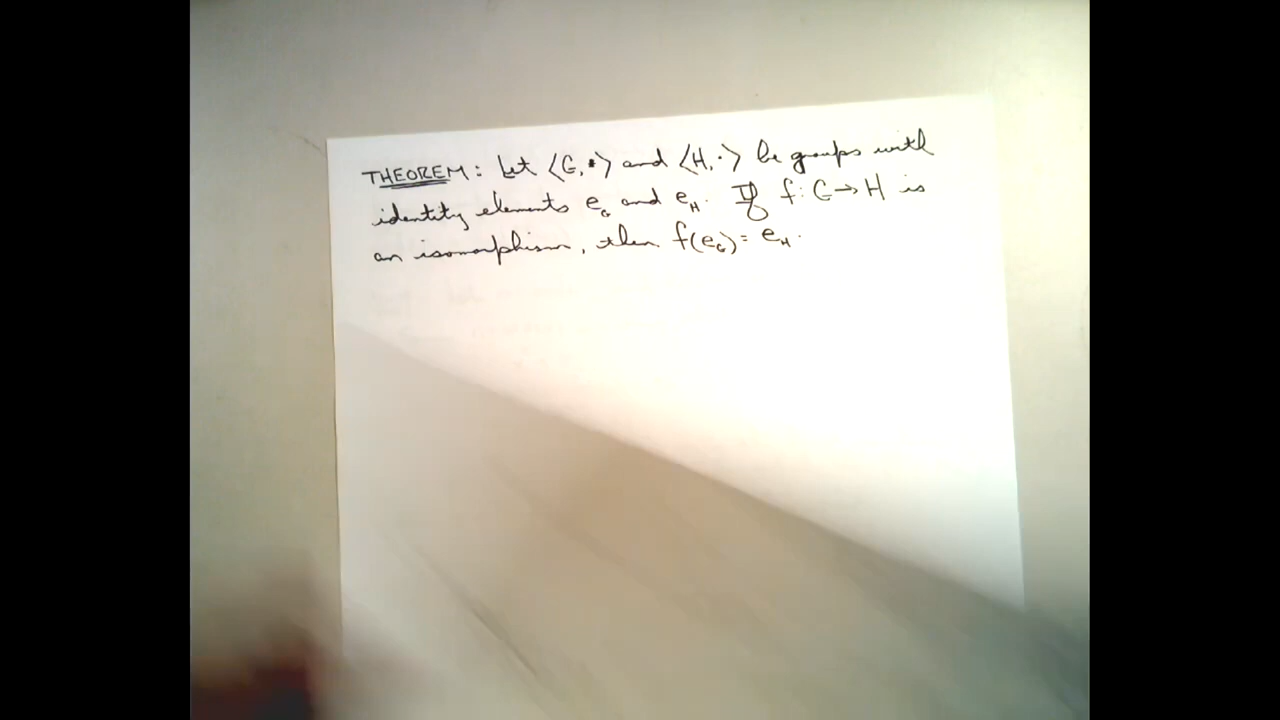 THEOREM: Let ⟨G, •⟩ and ⟨H, ·⟩ be groups with
identity elements e_G and e_H. If f: G → H is
an isomorphism, then f(e_G) = e_H.